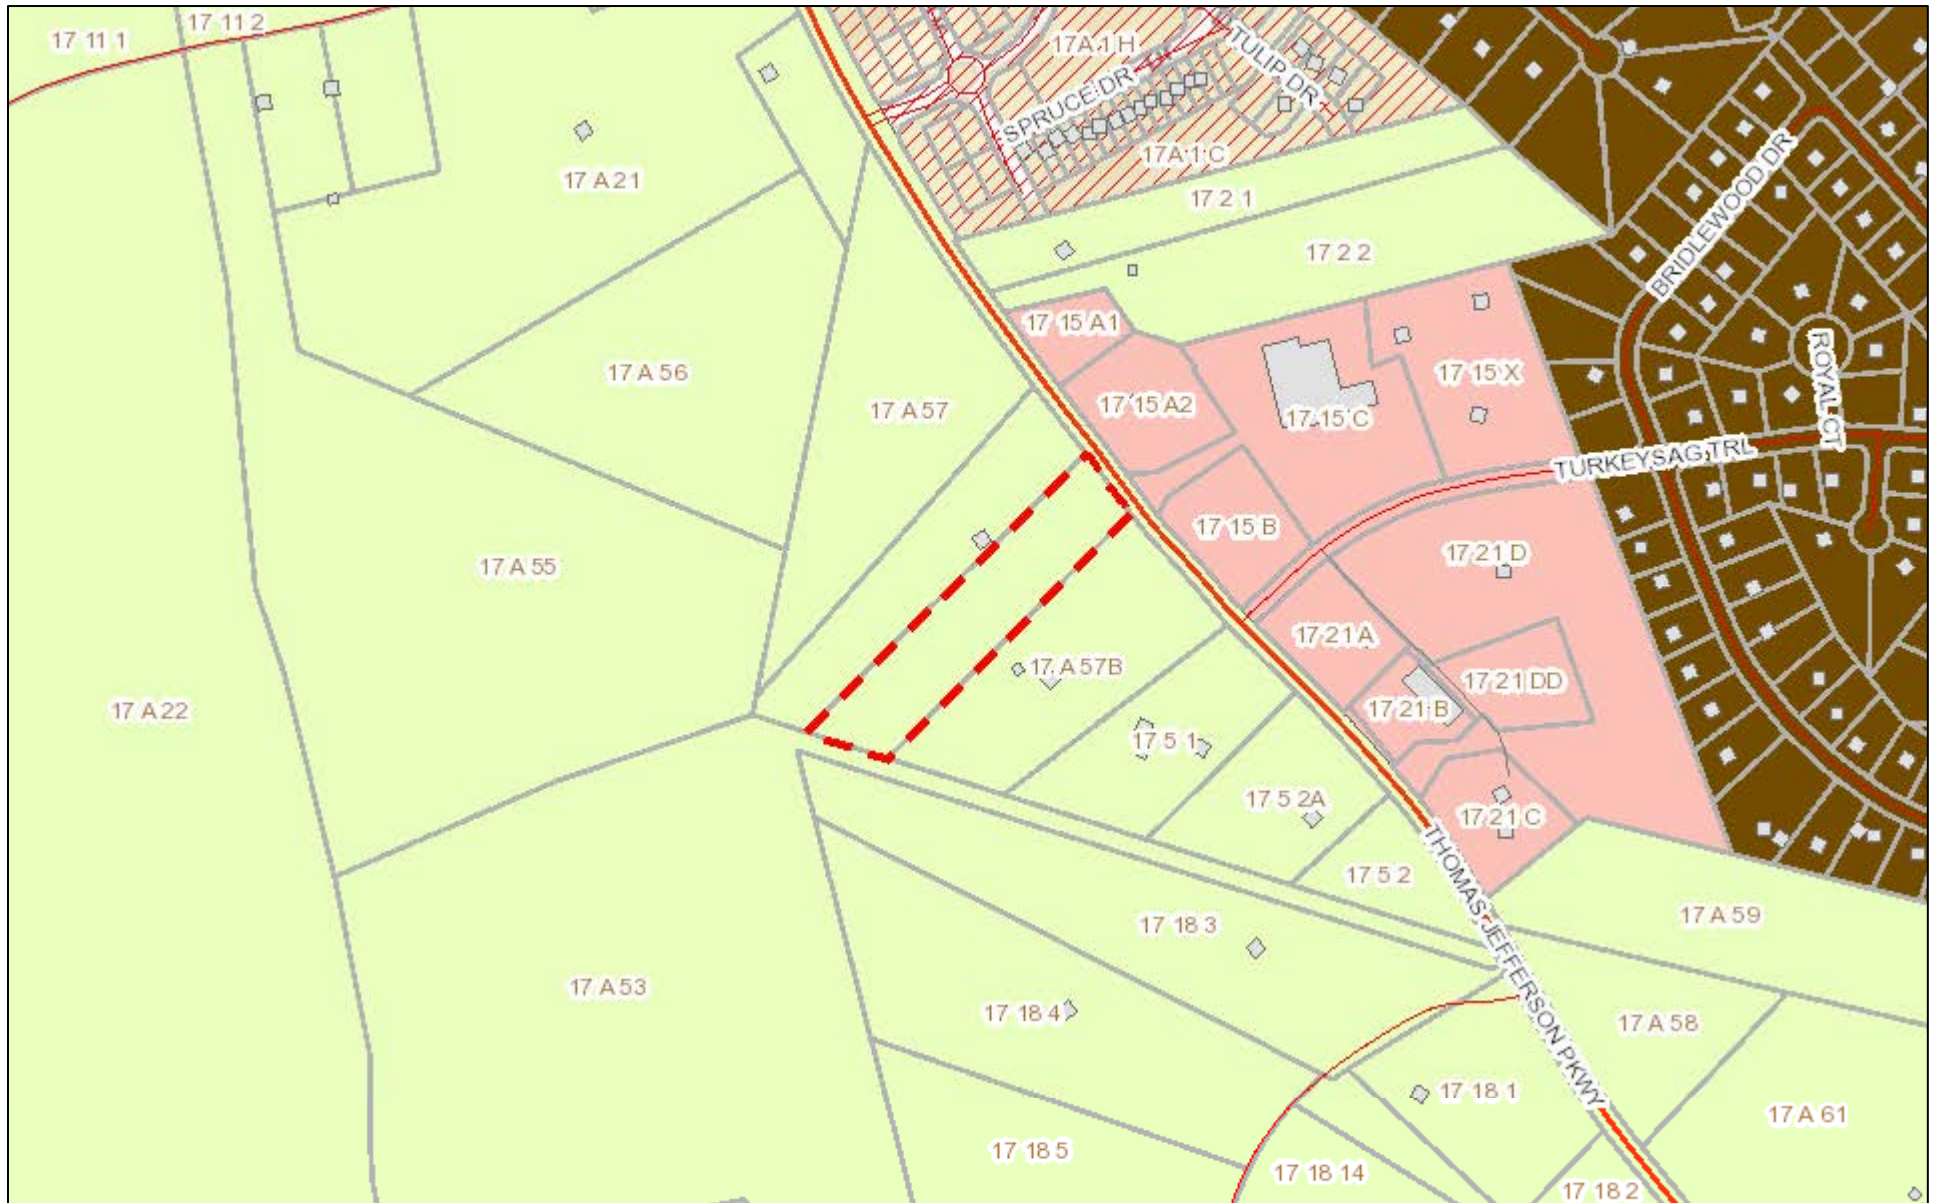 17 11 1
17 11 2
17A 1 H
TULIP DR
SPRUCE DR
17A 1 C
17 A 21
17 2 1
17 2 2
BRIDLEWOOD DR
17 15 A1
ROYAL CT
17 A 56
17 15 X
17 A 57
17 15 A2
17 15 C
TURKEYSAG TRL
17 15 B
17 21 D
17 A 55
17 21 A
17 A 57B
17 21 DD
17 A 22
17 21 B
17 5 1
17 5 2A
17 21 C
THOMAS JEFFERSON PKWY
17 5 2
17 A 59
17 18 3
17 A 53
17 18 4
17 A 58
17 18 1
17 A 61
17 18 5
17 18 14
17 18 2